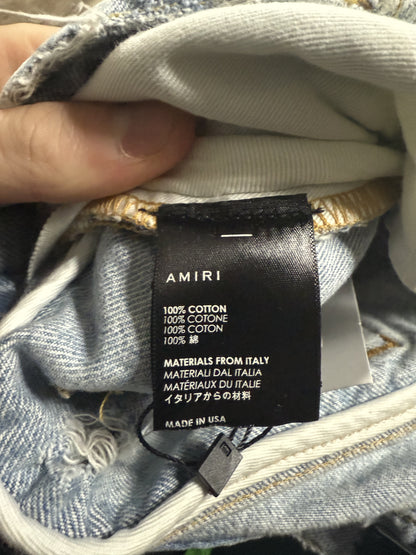 AMIRI
100% COTTON
100% COTONE
100% COTON
100% 綿
MATERIALS FROM ITALY
MATERIALI DAL ITALIA
MATÉRIAUX DU ITALIE
イタリアからの材料
MADE IN USA